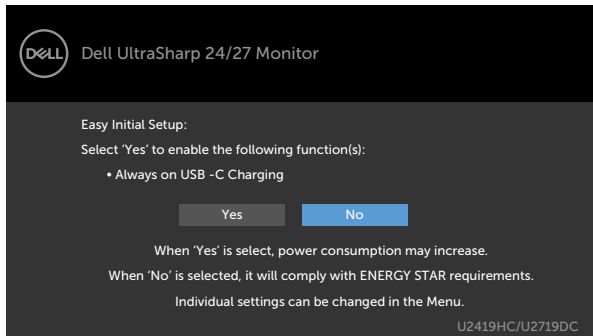 DELL
Dell UltraSharp 24/27 Monitor
Easy Initial Setup:
Select ‘Yes’ to enable the following function(s):
• Always on USB -C Charging
Yes
No
When ‘Yes’ is select, power consumption may increase.
When ‘No’ is selected, it will comply with ENERGY STAR requirements.
Individual settings can be changed in the Menu.
U2419HC/U2719DC